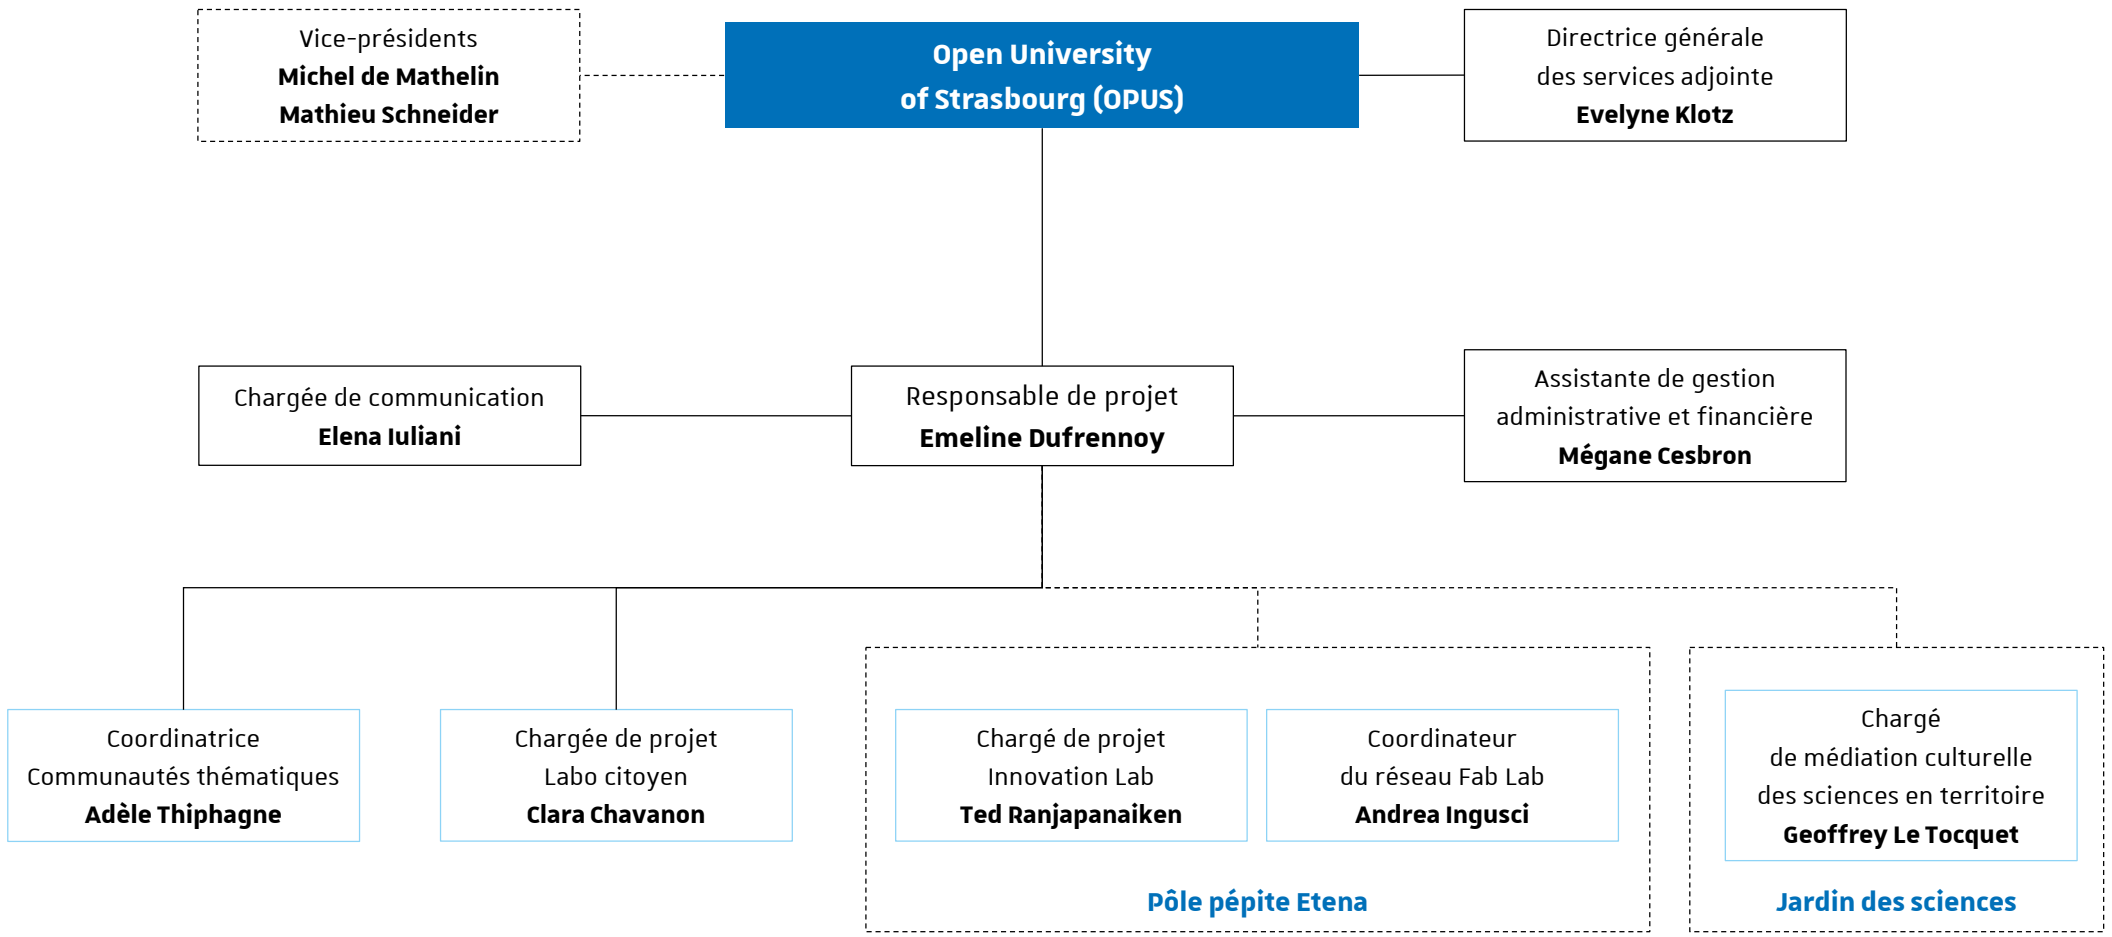 Vice-présidents
Michel de Mathelin
Mathieu Schneider
Open University
of Strasbourg (OPUS)
Directrice générale
des services adjointe
Evelyne Klotz
Chargée de communication
Elena Iuliani
Responsable de projet
Emeline Dufrennoy
Assistante de gestion
administrative et financière
Mégane Cesbron
Coordinatrice
Communautés thématiques
Adèle Thiphagne
Chargée de projet
Labo citoyen
Clara Chavanon
Chargé de projet
Innovation Lab
Ted Ranjapanaiken
Coordinateur
du réseau Fab Lab
Andrea Ingusci
Pôle pépite Etena
Chargé
de médiation culturelle
des sciences en territoire
Geoffrey Le Tocquet
Jardin des sciences